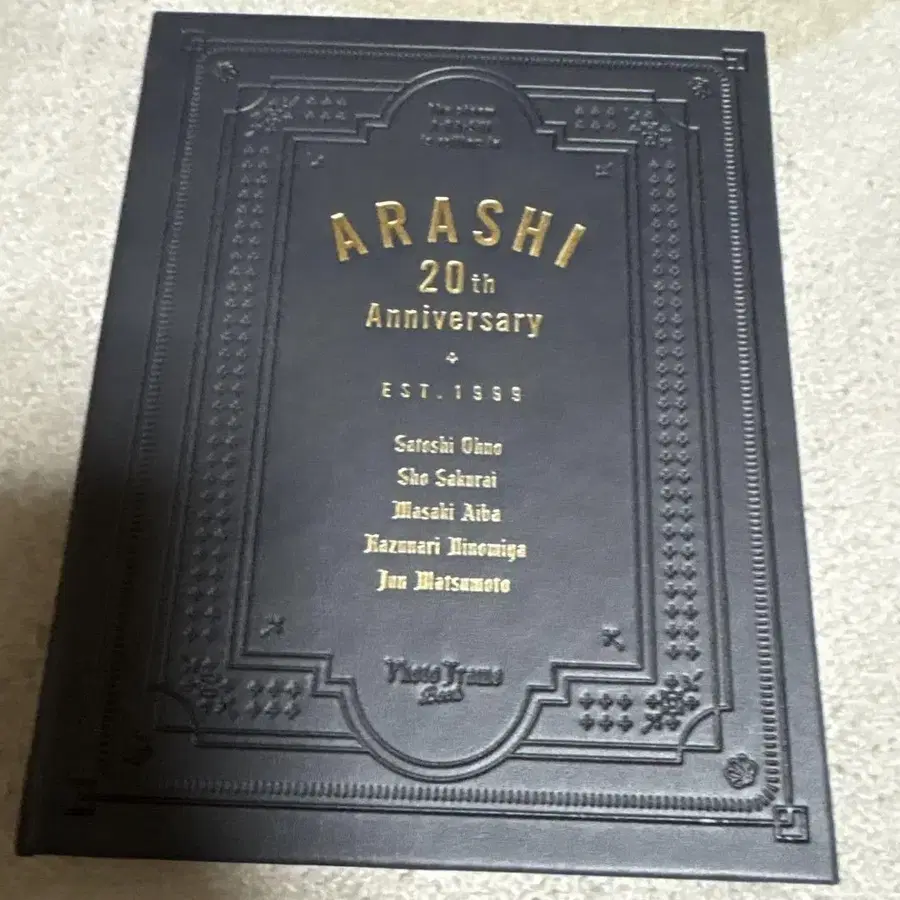 ARASHI
20th
Anniversary
EST.1999
Satoshi Ohno
Sho Sakurai
Masaki Aiba
Kazunari Ninomiya
Jun Matsumoto
Photo Frame
Book